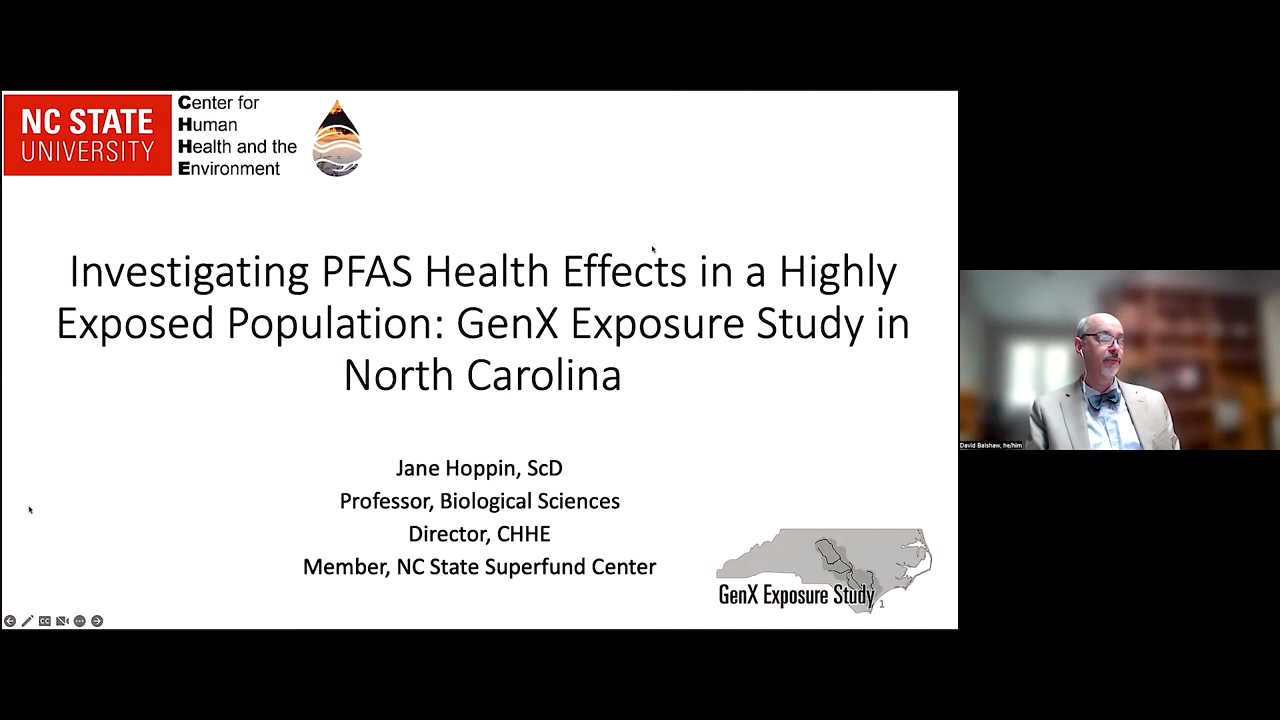 NC STATE
UNIVERSITY
Center for
Human
Health and the
Environment
Investigating PFAS Health Effects in a Highly
Exposed Population: GenX Exposure Study in
North Carolina
Jane Hoppin, ScD
Professor, Biological Sciences
Director, CHHE
Member, NC State Superfund Center
GenX Exposure Study
1
CC
David Balshaw, he/him